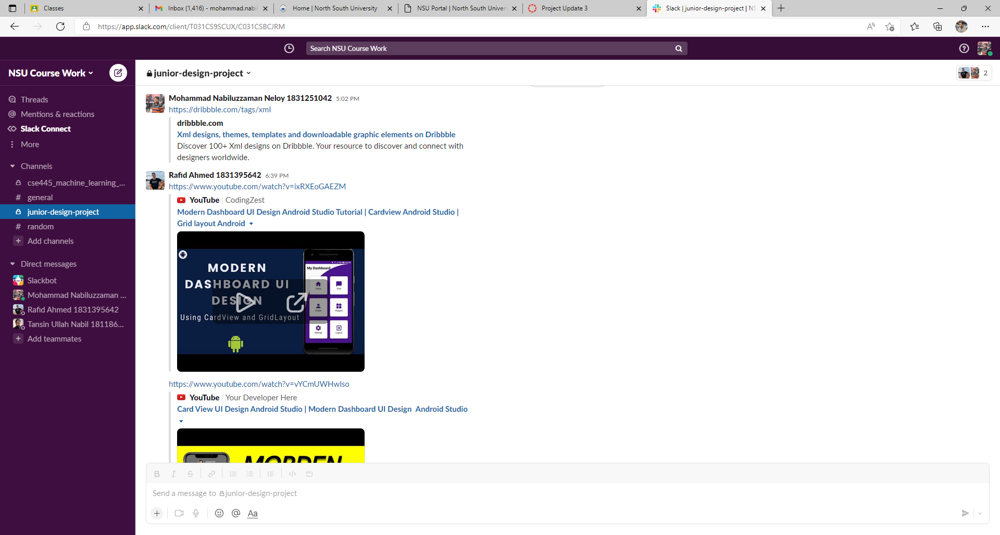 Classes
Inbox (1,416) - mohammad.nabil
Home | North South University
NSU Portal | North South Univer
Project Update 3
Slack | junior-design-project | NS
https://app.slack.com/client/T031CS9SCUX/C031CSBCJRM
Search NSU Course Work
NSU Course Work
junior-design-project
2
Threads
Mentions & reactions
Slack Connect
More
Channels
cse445_machine_learning_...
general
junior-design-project
random
Add channels
Direct messages
Slackbot
Mohammad Nabiluzzaman ...
Rafid Ahmed 1831395642
Tansin Ullah Nabil 181186...
Add teammates
Mohammad Nabiluzzaman Neloy 1831251042 5:02 PM
https://dribbble.com/tags/xml
dribbble.com
Xml designs, themes, templates and downloadable graphic elements on Dribbble
Discover 100+ Xml designs on Dribbble. Your resource to discover and connect with
designers worldwide.
Rafid Ahmed 1831395642 6:39 PM
https://www.youtube.com/watch?v=ixRXEoGAEZM
YouTube | CodingZest
Modern Dashboard UI Design Android Studio Tutorial | Cardview Android Studio |
Grid layout Android
MODERN
DASHBOARD UI
DESIGN
Using CardView and GridLayout
My Dashboard
Home
Chat
Profile
Widgets
Settings
Logout
https://www.youtube.com/watch?v=vYCmUWHwlso
YouTube | Your Developer Here
Card View UI Design Android Studio | Modern Dashboard UI Design Android Studio
MORDEN
B I S
Send a message to junior-design-project
@ Aa